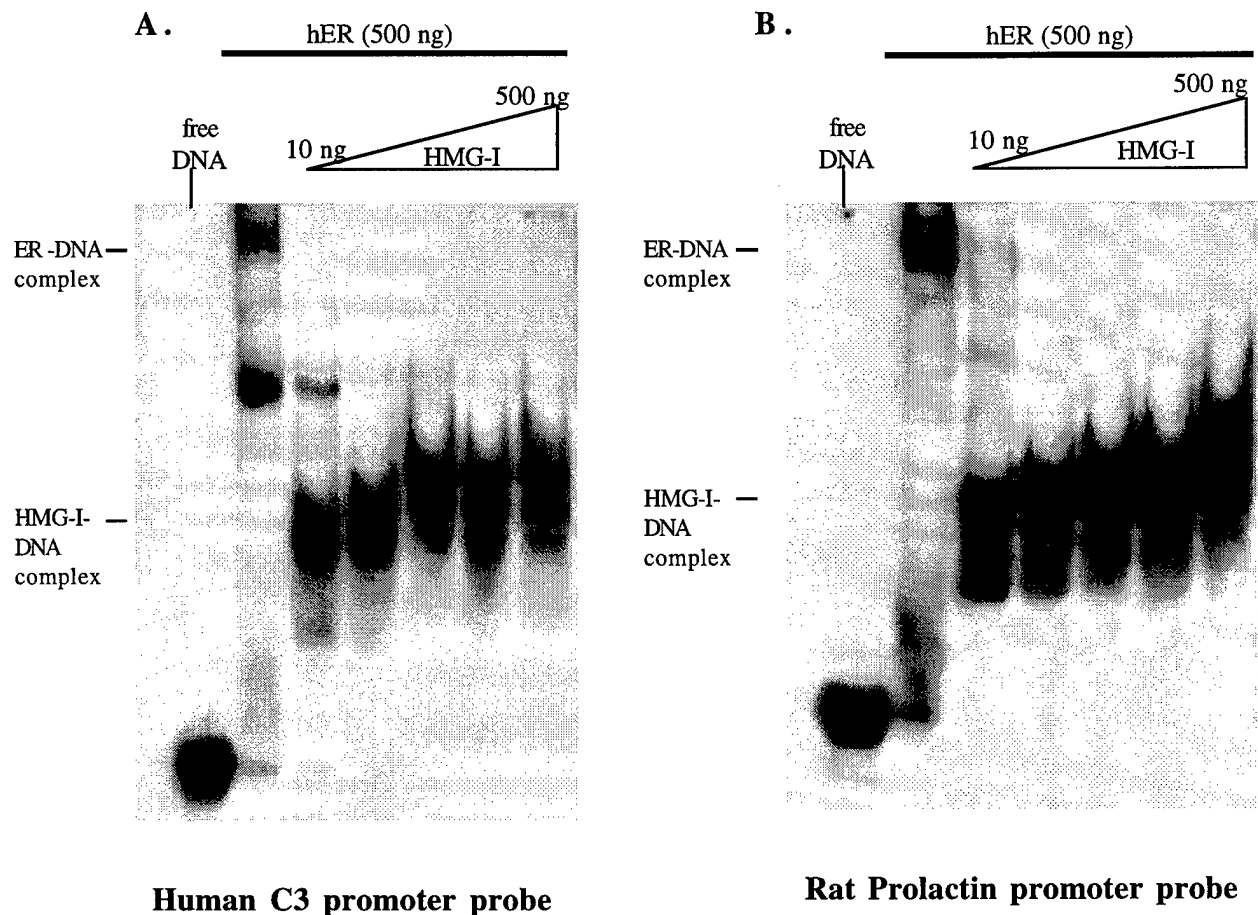 A.
hER (500 ng)
500 ng
free
DNA
10 ng
HMG-I
ER -DNA
complex
HMG-I-
DNA
complex
Human C3 promoter probe
B.
hER (500 ng)
500 ng
free
DNA
10 ng
HMG-I
ER-DNA
complex
HMG-I-
DNA
complex
Rat Prolactin promoter probe